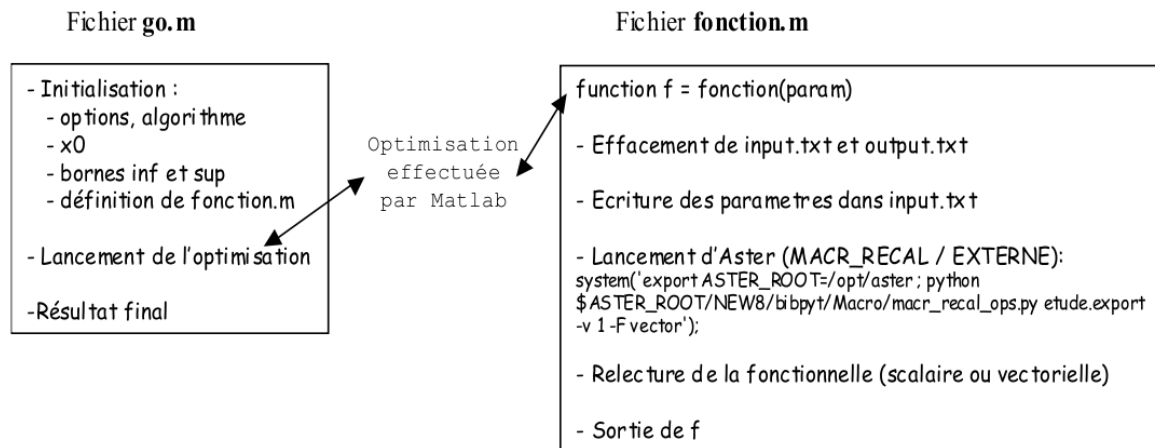 Fichier go.m
- Initialisation :
- options, algorithme
- x0
- bornes inf et sup
- définition de fonction.m
- Lancement de l'optimisation
-Résultat final
Optimisation
effectuée
par Matlab
Fichier fonction.m
function f = fonction(param)
- Effacement de input.txt et output.txt
- Ecriture des parametres dans input.txt
- Lancement d'Aster (MACR_RECAL / EXTERNE):
system('export ASTER_ROOT=/opt/aster ; python
$ASTER_ROOT/NEW8/bibpyt/Macro/macr_recal_ops.py etude.export
-v 1 -F vector');
- Relecture de la fonctionnelle (scalaire ou vectorielle)
- Sortie de f